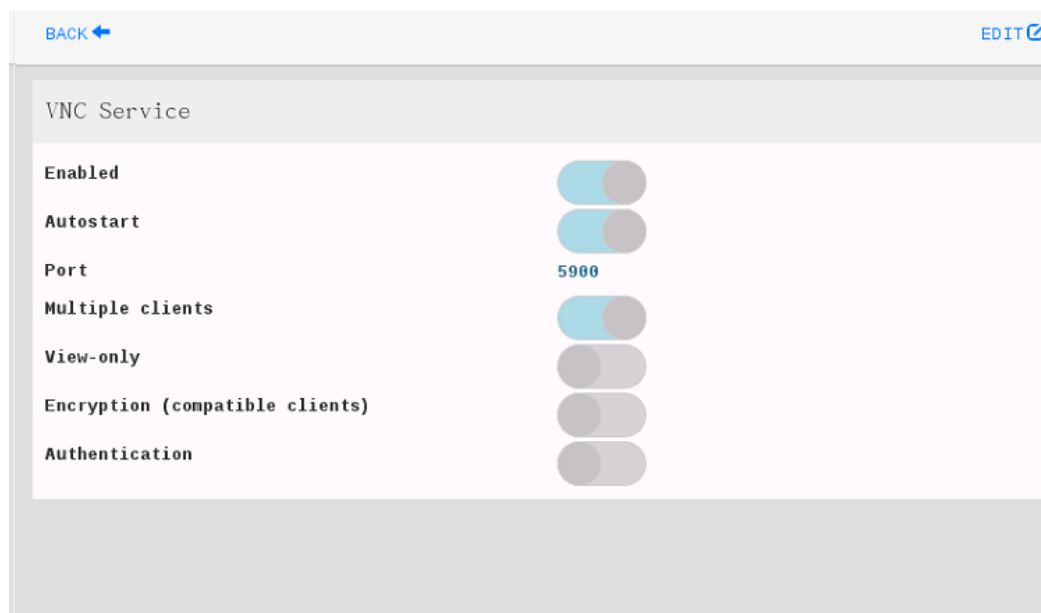 BACK
EDIT
VNC Service
Enabled
Autostart
Port
5900
Multiple clients
View-only
Encryption (compatible clients)
Authentication